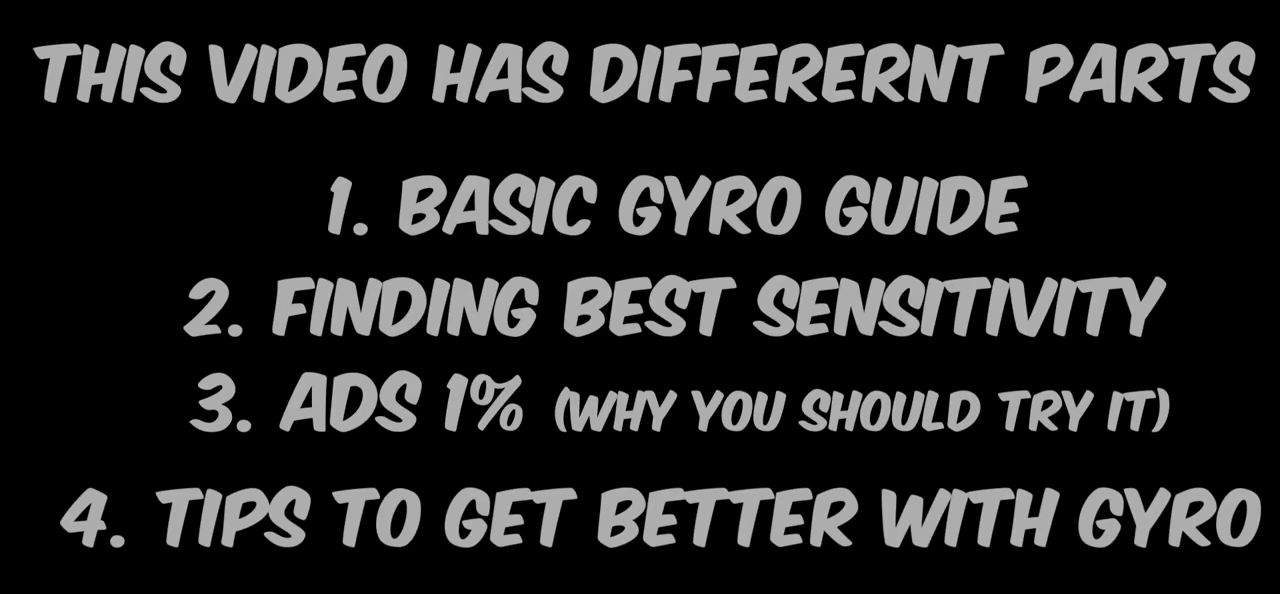 THIS VIDEO HAS DIFFERERNT PARTS
1. BASIC GYRO GUIDE
2. FINDING BEST SENSITIVITY
3. ADS 1% (WHY YOU SHOULD TRY IT)
4. TIPS TO GET BETTER WITH GYRO